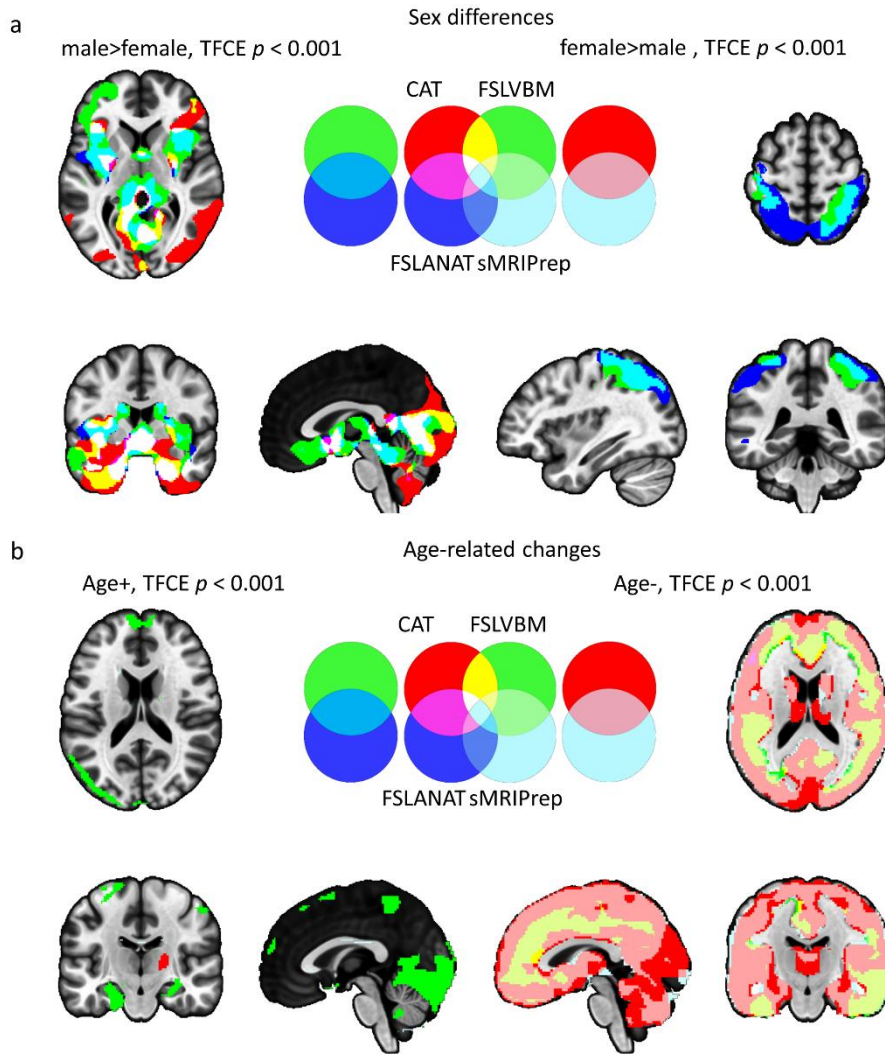 a
Sex differences
male>female, TFCE p < 0.001
female>male , TFCE p < 0.001
CAT FSLVBM
FSLANAT sMRIPrep
b
Age-related changes
Age+, TFCE p < 0.001
Age-, TFCE p < 0.001
CAT FSLVBM
FSLANAT sMRIPrep